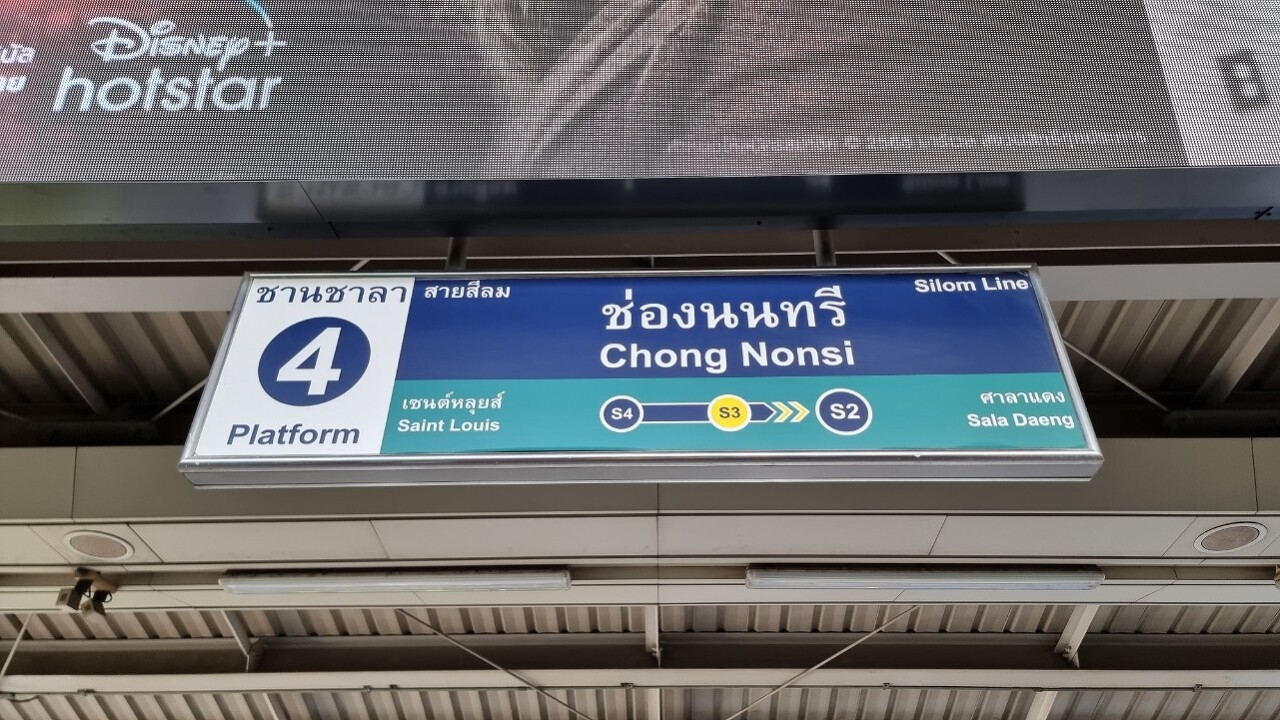 Disney+
hotstar
ชานชาลา
4
Platform
สายสีลม
ช่องนนทรี
Chong Nonsi
Silom Line
เซนต์หลุยส์
Saint Louis
S4 S3 S2
ศาลาแดง
Sala Daeng